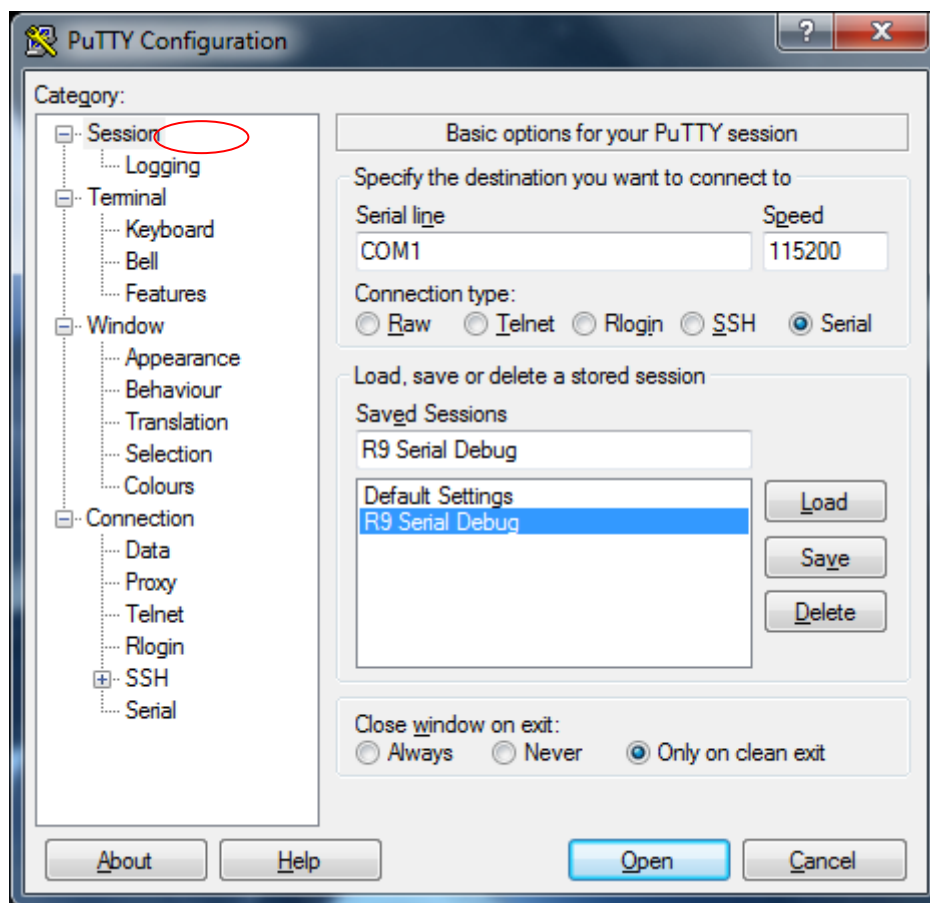 PuTTY Configuration
?
X
Category:
Session
Logging
Terminal
Keyboard
Bell
Features
Window
Appearance
Behaviour
Translation
Selection
Colours
Connection
Data
Proxy
Telnet
Rlogin
SSH
Serial
Basic options for your PuTTY session
Specify the destination you want to connect to
Serial line Speed
COM1 115200
Connection type:
Raw Telnet Rlogin SSH Serial
Load, save or delete a stored session
Saved Sessions
R9 Serial Debug
Default Settings
R9 Serial Debug
Load
Save
Delete
Close window on exit:
Always Never Only on clean exit
About Help Open Cancel